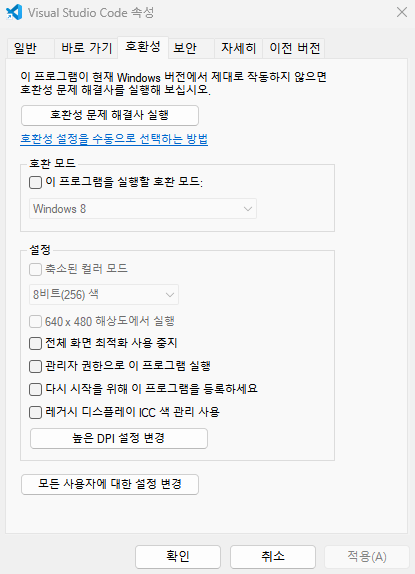 Visual Studio Code 속성
일반 바로 가기 호환성 보안 자세히 이전 버전
이 프로그램이 현재 Windows 버전에서 제대로 작동하지 않으면
호환성 문제 해결사를 실행해 보십시오.
호환성 문제 해결사 실행
호환성 설정을 수동으로 선택하는 방법
호환 모드
이 프로그램을 실행할 호환 모드:
Windows 8
설정
축소된 컬러 모드
8비트(256) 색
640 x 480 해상도에서 실행
전체 화면 최적화 사용 중지
관리자 권한으로 이 프로그램 실행
다시 시작을 위해 이 프로그램을 등록하세요
레거시 디스플레이 ICC 색 관리 사용
높은 DPI 설정 변경
모든 사용자에 대한 설정 변경
확인 취소 적용(A)